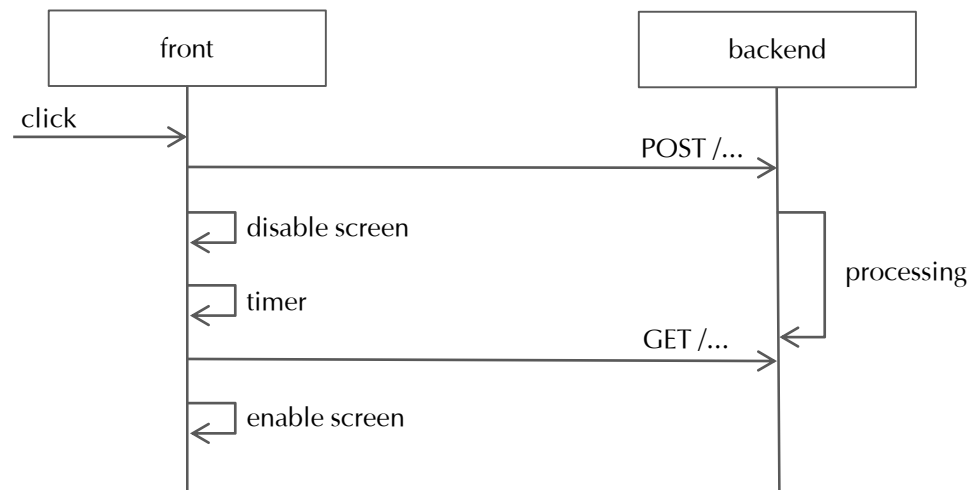 front
backend
click
POST /...
disable screen
processing
timer
GET /...
enable screen